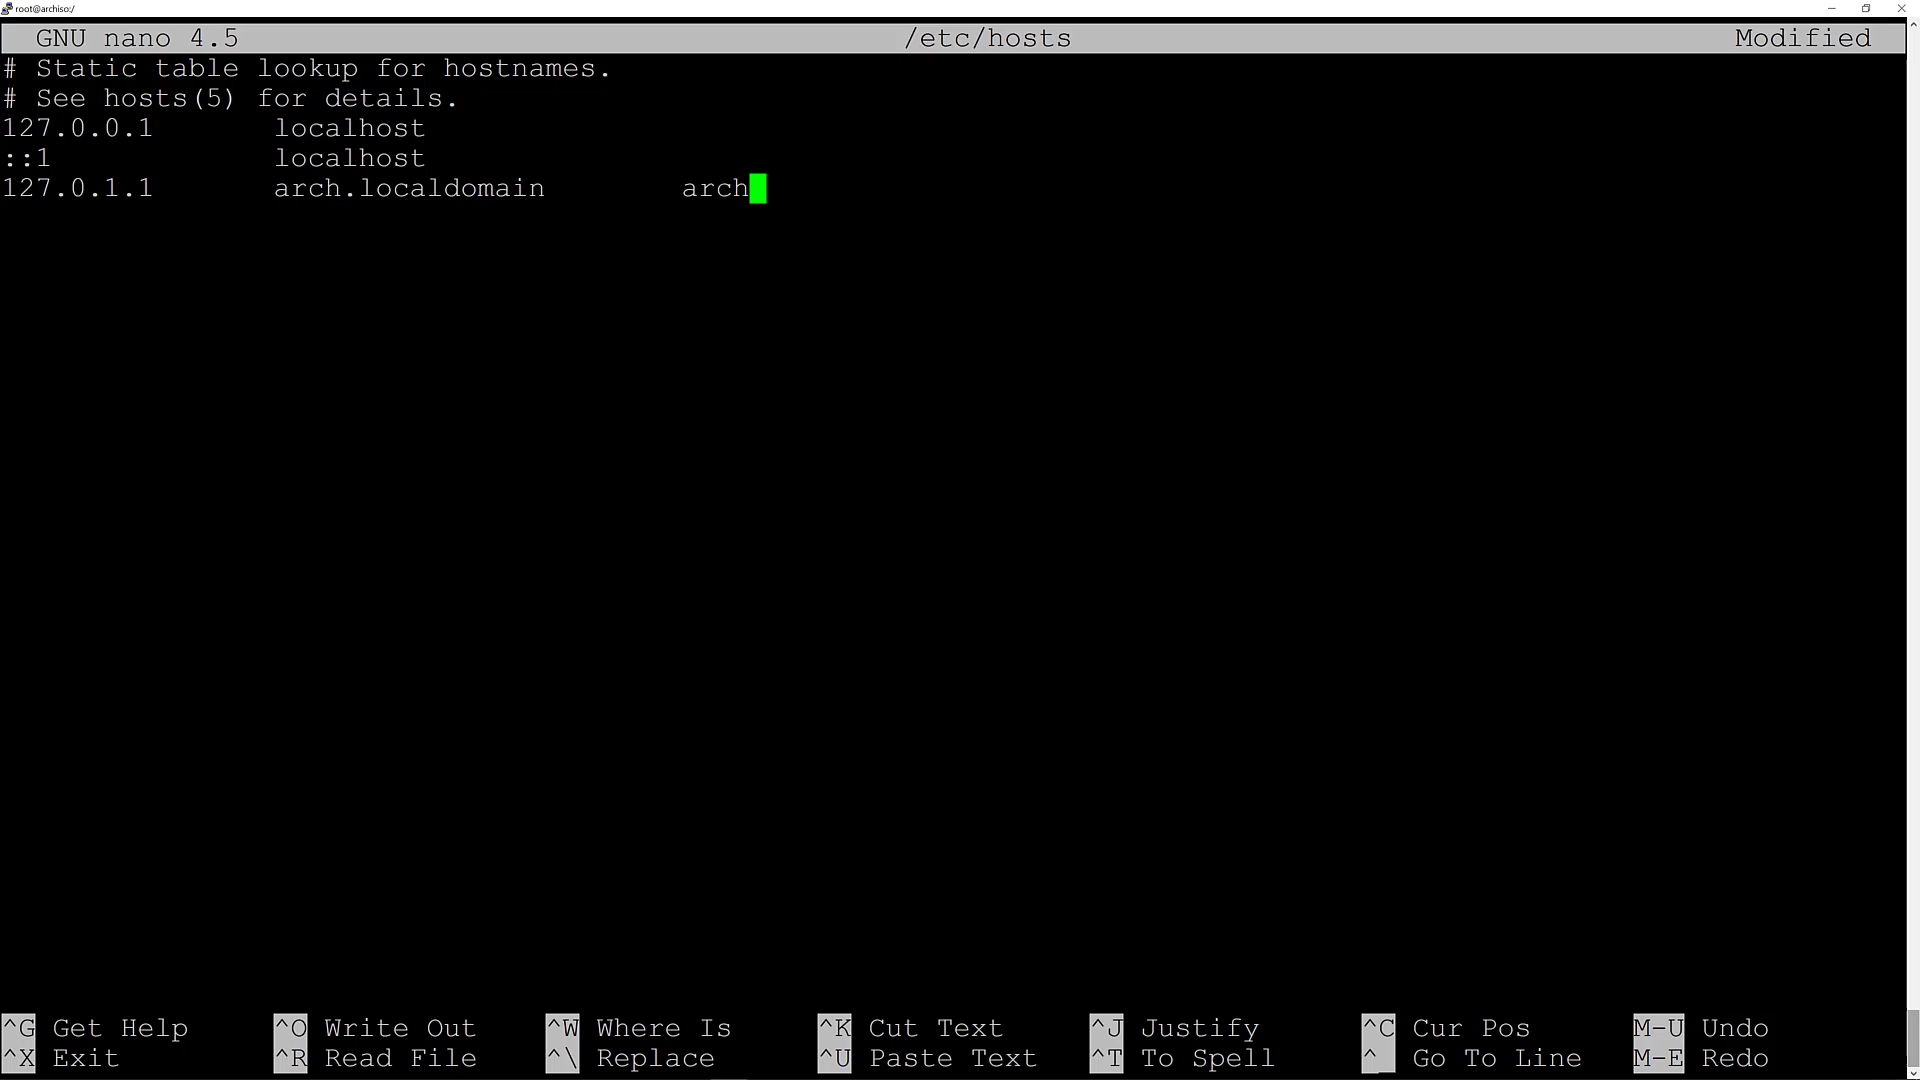 root@archiso:/
GNU nano 4.5 /etc/hosts Modified
# Static table lookup for hostnames.
# See hosts(5) for details.
127.0.0.1 localhost
::1 localhost
127.0.1.1 arch.localdomain arch
^G Get Help ^O Write Out ^W Where Is ^K Cut Text ^J Justify ^C Cur Pos M-U Undo
^X Exit ^R Read File ^\ Replace ^U Paste Text ^T To Spell ^_ Go To Line M-E Redo